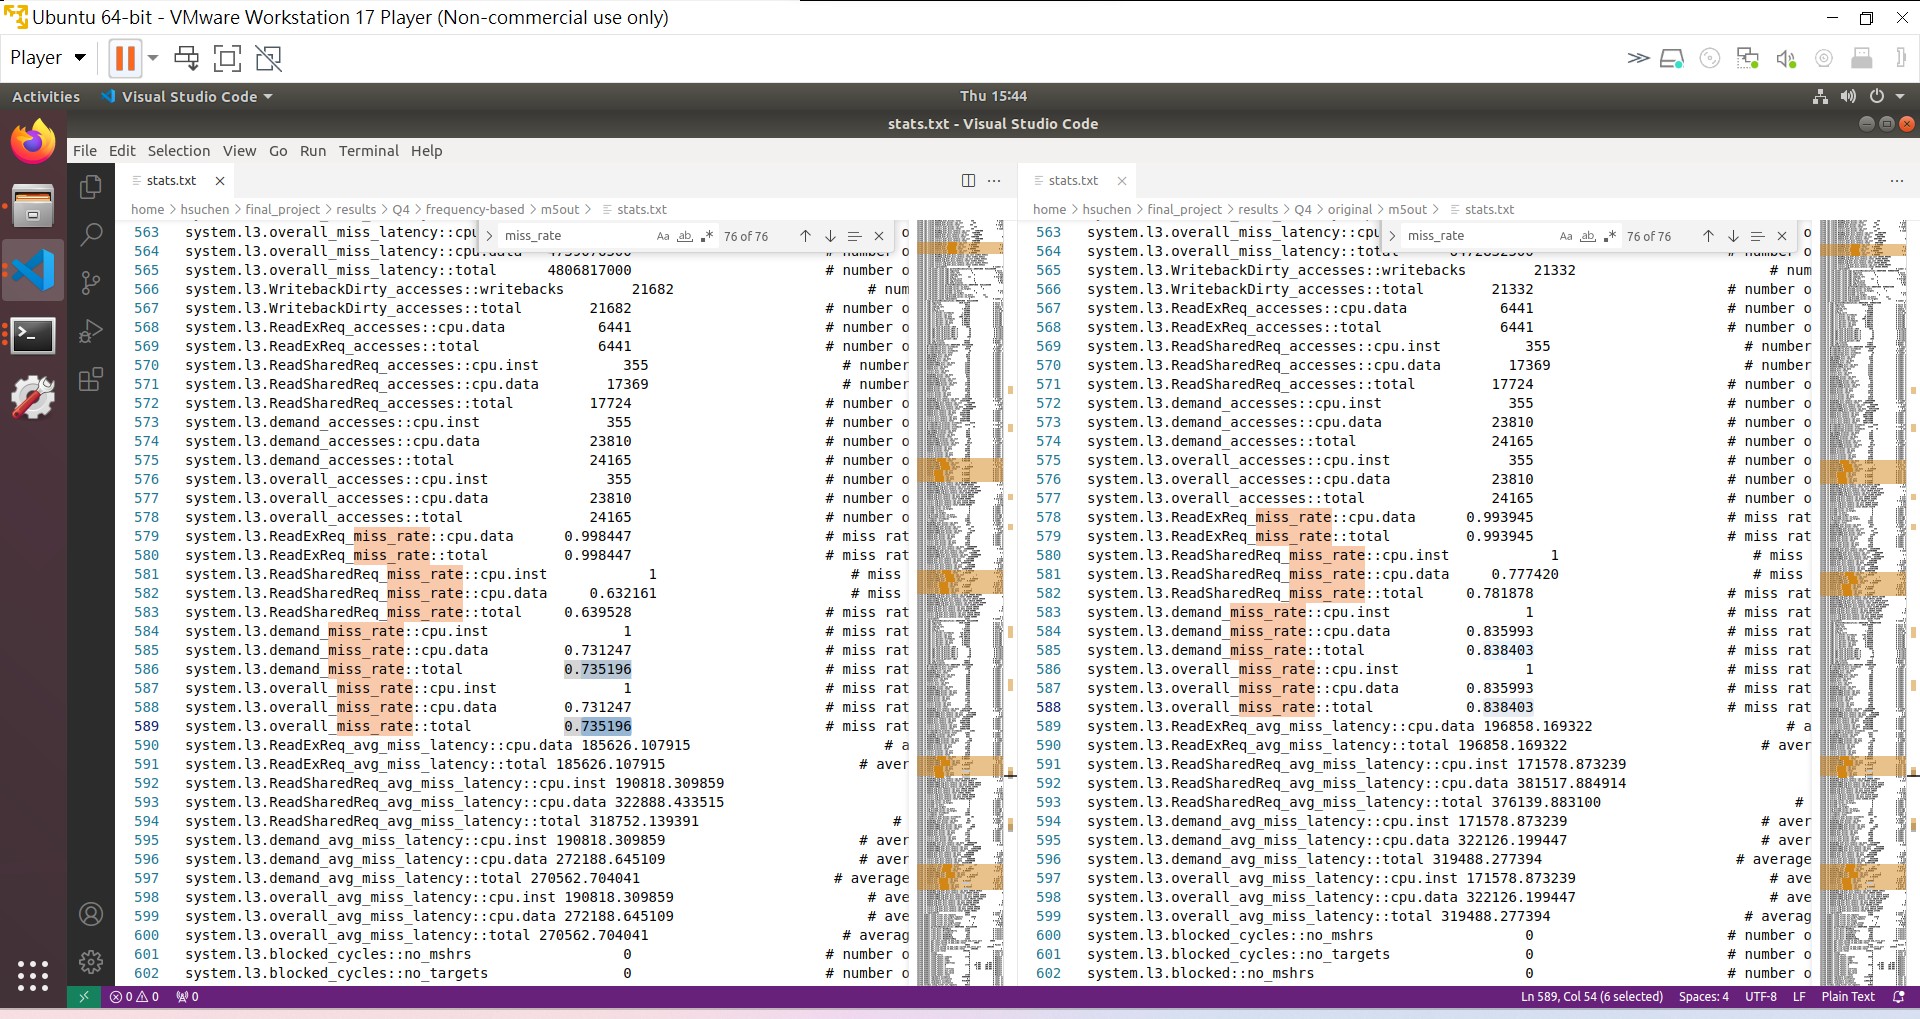 Ubuntu 64-bit - VMware Workstation 17 Player (Non-commercial use only)
Player
Activities Visual Studio Code Thu 15:44
stats.txt - Visual Studio Code
File Edit Selection View Go Run Terminal Help
stats.txt
home > hsuchen > final_project > results > Q4 > frequency-based > m5out > stats.txt
miss_rate Aa ab .* 76 of 76
563 system.l3.overall_miss_latency::cpu
564 system.l3.overall_miss_latency::cpu.data # number o
565 system.l3.overall_miss_latency::total 4806817000 # number o
566 system.l3.WritebackDirty_accesses::writebacks 21682 # num
567 system.l3.WritebackDirty_accesses::total 21682 # number o
568 system.l3.ReadExReq_accesses::cpu.data 6441 # number o
569 system.l3.ReadExReq_accesses::total 6441 # number o
570 system.l3.ReadSharedReq_accesses::cpu.inst 355 # number
571 system.l3.ReadSharedReq_accesses::cpu.data 17369 # number
572 system.l3.ReadSharedReq_accesses::total 17724 # number o
573 system.l3.demand_accesses::cpu.inst 355 # number o
574 system.l3.demand_accesses::cpu.data 23810 # number o
575 system.l3.demand_accesses::total 24165 # number o
576 system.l3.overall_accesses::cpu.inst 355 # number o
577 system.l3.overall_accesses::cpu.data 23810 # number o
578 system.l3.overall_accesses::total 24165 # number o
579 system.l3.ReadExReq_miss_rate::cpu.data 0.998447 # miss rat
580 system.l3.ReadExReq_miss_rate::total 0.998447 # miss rat
581 system.l3.ReadSharedReq_miss_rate::cpu.inst 1 # miss
582 system.l3.ReadSharedReq_miss_rate::cpu.data 0.632161 # miss
583 system.l3.ReadSharedReq_miss_rate::total 0.639528 # miss rat
584 system.l3.demand_miss_rate::cpu.inst 1 # miss rat
585 system.l3.demand_miss_rate::cpu.data 0.731247 # miss rat
586 system.l3.demand_miss_rate::total 0.735196 # miss rat
587 system.l3.overall_miss_rate::cpu.inst 1 # miss rat
588 system.l3.overall_miss_rate::cpu.data 0.731247 # miss rat
589 system.l3.overall_miss_rate::total 0.735196 # miss rat
590 system.l3.ReadExReq_avg_miss_latency::cpu.data 185626.107915 # a
591 system.l3.ReadExReq_avg_miss_latency::total 185626.107915 # aver
592 system.l3.ReadSharedReq_avg_miss_latency::cpu.inst 190818.309859
593 system.l3.ReadSharedReq_avg_miss_latency::cpu.data 322888.433515
594 system.l3.ReadSharedReq_avg_miss_latency::total 318752.139391 #
595 system.l3.demand_avg_miss_latency::cpu.inst 190818.309859 # aver
596 system.l3.demand_avg_miss_latency::cpu.data 272188.645109 # aver
597 system.l3.demand_avg_miss_latency::total 270562.704041 # average
598 system.l3.overall_avg_miss_latency::cpu.inst 190818.309859 # ave
599 system.l3.overall_avg_miss_latency::cpu.data 272188.645109 # ave
600 system.l3.overall_avg_miss_latency::total 270562.704041 # averag
601 system.l3.blocked_cycles::no_mshrs 0 # number o
602 system.l3.blocked_cycles::no_targets 0 # number o
stats.txt
home > hsuchen > final_project > results > Q4 > original > m5out > stats.txt
miss_rate Aa ab .* 76 of 76
563 system.l3.overall_miss_latency::cpu
564 system.l3.overall_miss_latency::total # number o
565 system.l3.WritebackDirty_accesses::writebacks 21332 # num
566 system.l3.WritebackDirty_accesses::total 21332 # number o
567 system.l3.ReadExReq_accesses::cpu.data 6441 # number o
568 system.l3.ReadExReq_accesses::total 6441 # number o
569 system.l3.ReadSharedReq_accesses::cpu.inst 355 # number
570 system.l3.ReadSharedReq_accesses::cpu.data 17369 # number
571 system.l3.ReadSharedReq_accesses::total 17724 # number o
572 system.l3.demand_accesses::cpu.inst 355 # number o
573 system.l3.demand_accesses::cpu.data 23810 # number o
574 system.l3.demand_accesses::total 24165 # number o
575 system.l3.overall_accesses::cpu.inst 355 # number o
576 system.l3.overall_accesses::cpu.data 23810 # number o
577 system.l3.overall_accesses::total 24165 # number o
578 system.l3.ReadExReq_miss_rate::cpu.data 0.993945 # miss rat
579 system.l3.ReadExReq_miss_rate::total 0.993945 # miss rat
580 system.l3.ReadSharedReq_miss_rate::cpu.inst 1 # miss
581 system.l3.ReadSharedReq_miss_rate::cpu.data 0.777420 # miss
582 system.l3.ReadSharedReq_miss_rate::total 0.781878 # miss rat
583 system.l3.demand_miss_rate::cpu.inst 1 # miss rat
584 system.l3.demand_miss_rate::cpu.data 0.835993 # miss rat
585 system.l3.demand_miss_rate::total 0.838403 # miss rat
586 system.l3.overall_miss_rate::cpu.inst 1 # miss rat
587 system.l3.overall_miss_rate::cpu.data 0.835993 # miss rat
588 system.l3.overall_miss_rate::total 0.838403 # miss rat
589 system.l3.ReadExReq_avg_miss_latency::cpu.data 196858.169322 # a
590 system.l3.ReadExReq_avg_miss_latency::total 196858.169322 # aver
591 system.l3.ReadSharedReq_avg_miss_latency::cpu.inst 171578.873239
592 system.l3.ReadSharedReq_avg_miss_latency::cpu.data 381517.884914
593 system.l3.ReadSharedReq_avg_miss_latency::total 376139.883100 #
594 system.l3.demand_avg_miss_latency::cpu.inst 171578.873239 # aver
595 system.l3.demand_avg_miss_latency::cpu.data 322126.199447 # aver
596 system.l3.demand_avg_miss_latency::total 319488.277394 # average
597 system.l3.overall_avg_miss_latency::cpu.inst 171578.873239 # ave
598 system.l3.overall_avg_miss_latency::cpu.data 322126.199447 # ave
599 system.l3.overall_avg_miss_latency::total 319488.277394 # averag
600 system.l3.blocked_cycles::no_mshrs 0 # number o
601 system.l3.blocked_cycles::no_targets 0 # number o
602 system.l3.blocked::no_mshrs 0 # number o
0 0 0 Ln 589, Col 54 (6 selected) Spaces: 4 UTF-8 LF Plain Text